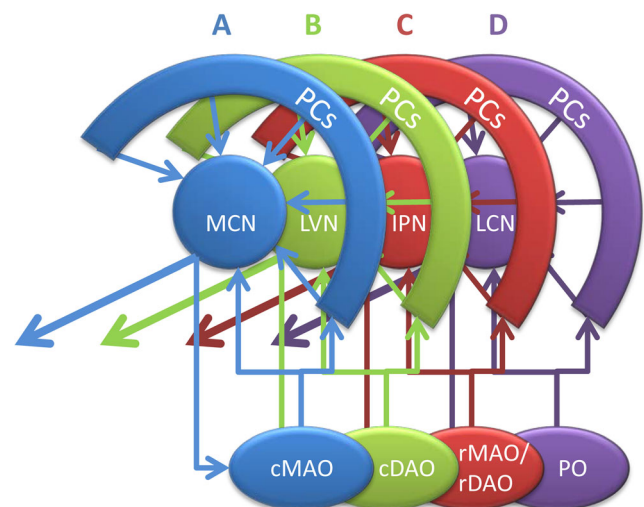 A B C D
PCs PCs PCs PCs
MCN LVN IPN LCN
cMAO cDAO rMAO/ PO
rDAO